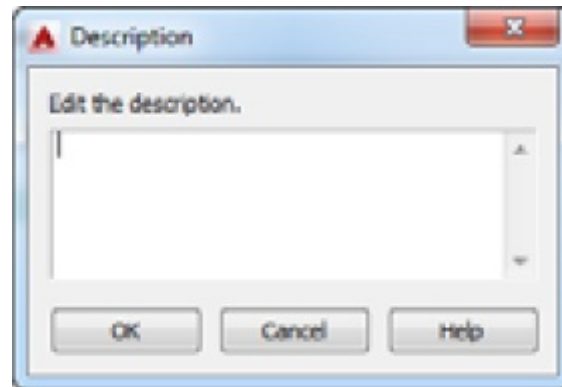 Description
Edit the description.
OK
Cancel
Help